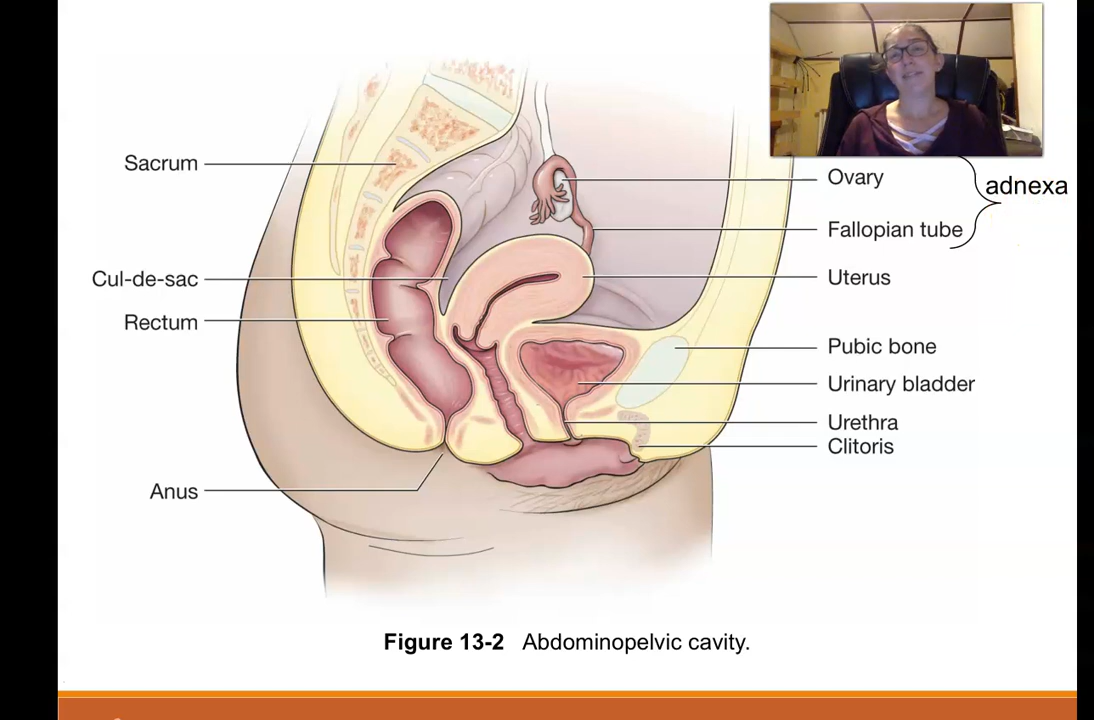 Sacrum
Cul-de-sac
Rectum
Anus
Ovary
adnexa
Fallopian tube
Uterus
Pubic bone
Urinary bladder
Urethra
Clitoris
Figure 13-2 Abdominopelvic cavity.